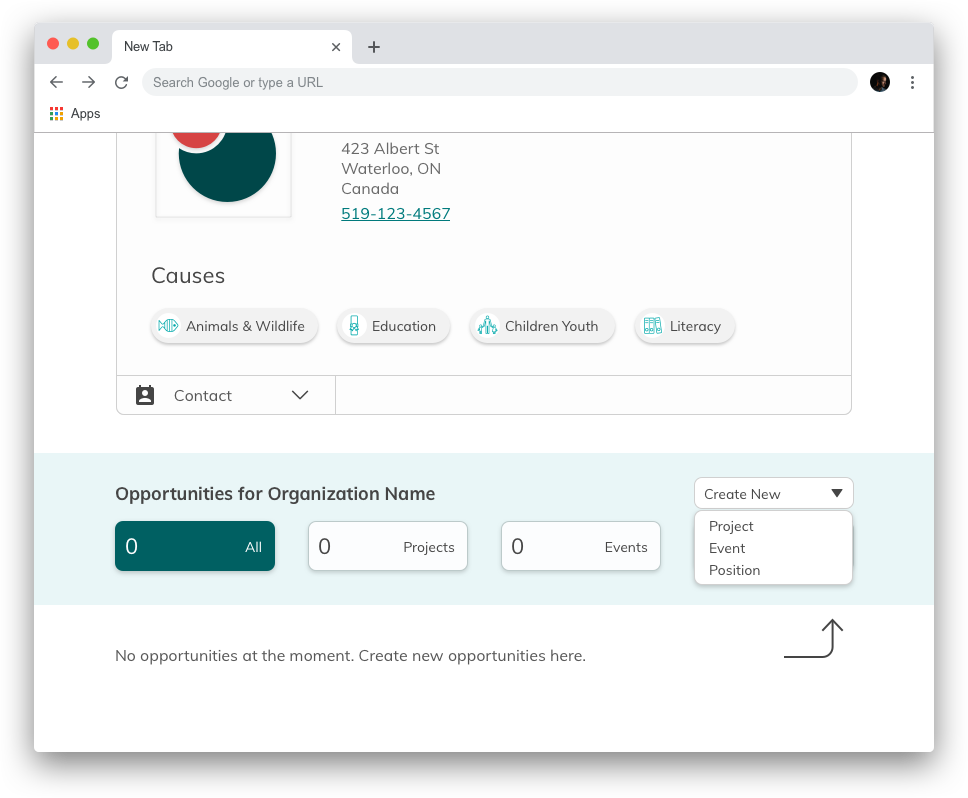 New Tab
Search Google or type a URL
Apps
423 Albert St
Waterloo, ON
Canada
519-123-4567
Causes
Animals & Wildlife
Education
Children Youth
Literacy
Contact
Opportunities for Organization Name
Create New
Project
Event
Position
0 All
0 Projects
0 Events
No opportunities at the moment. Create new opportunities here.